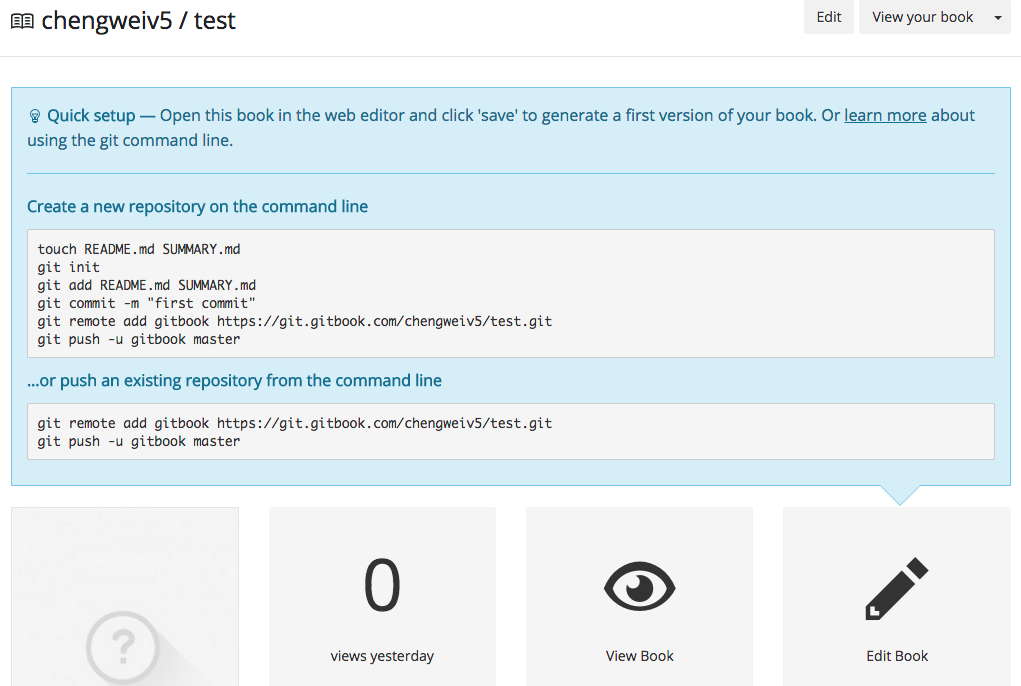 chengweiv5 / test
Edit
View your book
Quick setup — Open this book in the web editor and click 'save' to generate a first version of your book. Or learn more about
using the git command line.
Create a new repository on the command line
touch README.md SUMMARY.md
git init
git add README.md SUMMARY.md
git commit -m "first commit"
git remote add gitbook https://git.gitbook.com/chengweiv5/test.git
git push -u gitbook master
...or push an existing repository from the command line
git remote add gitbook https://git.gitbook.com/chengweiv5/test.git
git push -u gitbook master
?
0
views yesterday
View Book
Edit Book